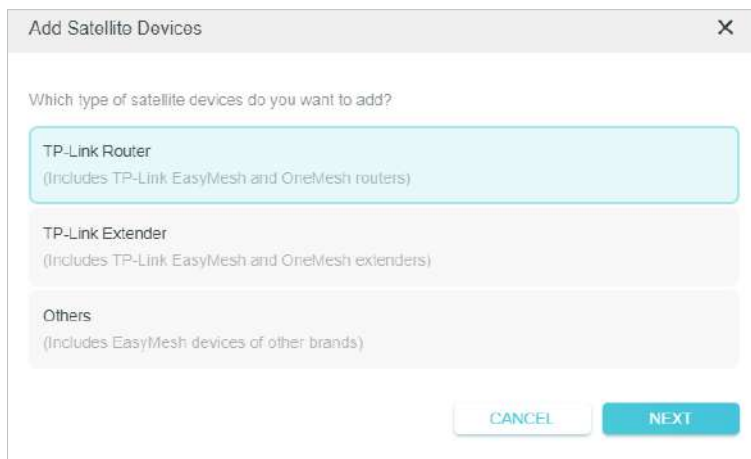 Add Satellite Devices
Which type of satellite devices do you want to add?
TP-Link Router
(Includes TP-Link EasyMesh and OneMesh routers)
TP-Link Extender
(Includes TP-Link EasyMesh and OneMesh extenders)
Others
(Includes EasyMesh devices of other brands)
CANCEL
NEXT